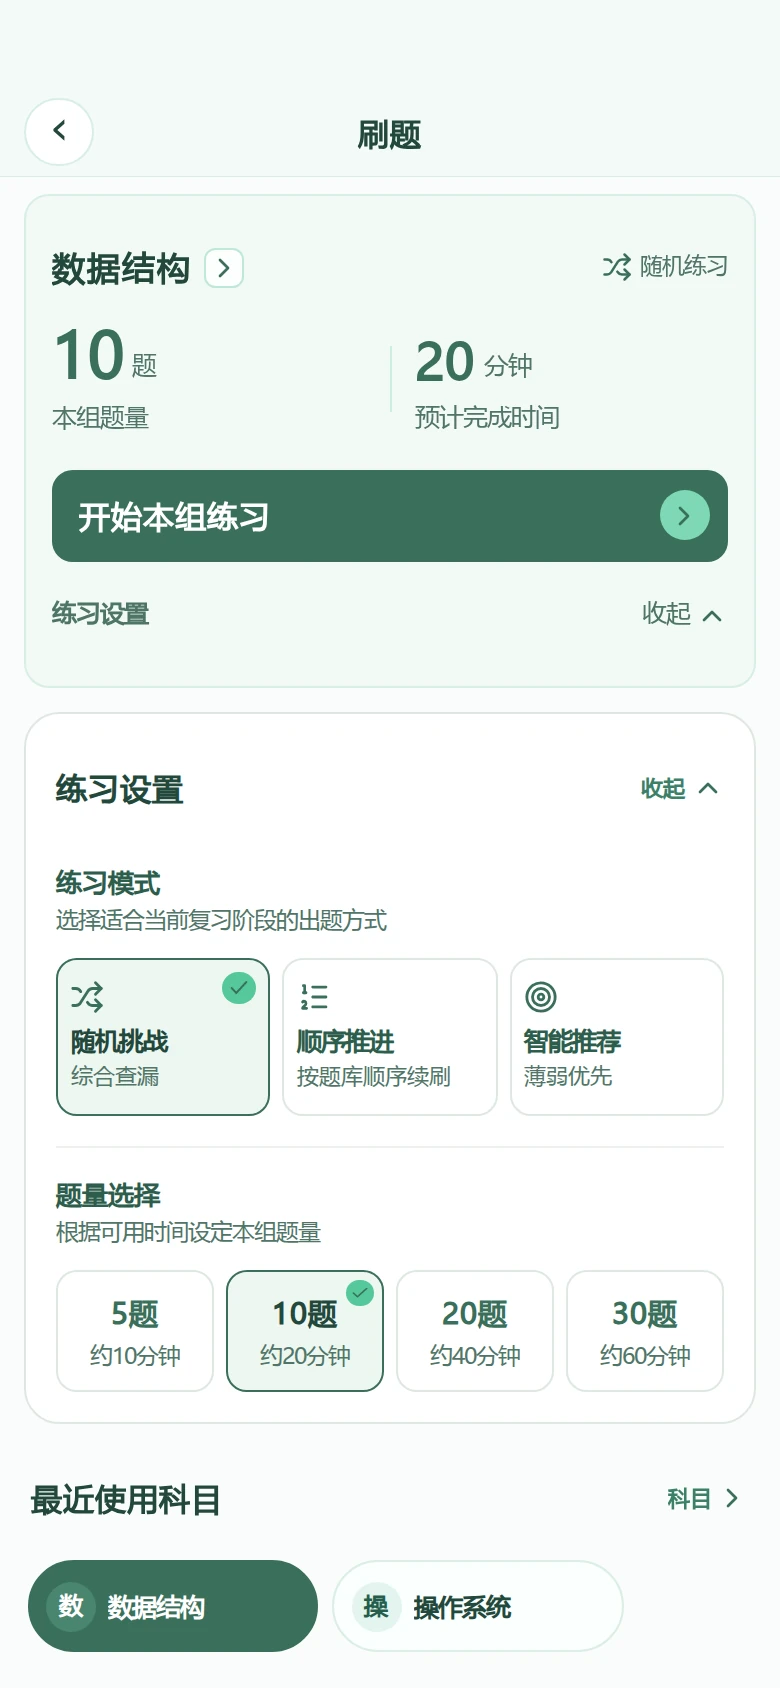 刷题
数据结构
随机练习
10 题
本组题量
20 分钟
预计完成时间
开始本组练习
练习设置
收起
练习设置
收起
练习模式
选择适合当前复习阶段的出题方式
随机挑战
综合查漏
顺序推进
按题库顺序续刷
智能推荐
薄弱优先
题量选择
根据可用时间设定本组题量
5题
约10分钟
10题
约20分钟
20题
约40分钟
30题
约60分钟
最近使用科目
科目
数 数据结构
操 操作系统